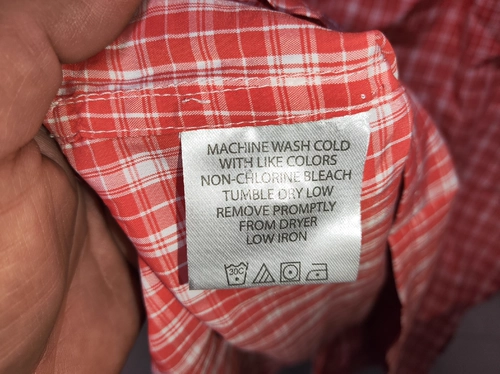 MACHINE WASH COLD
WITH LIKE COLORS
NON-CHLORINE BLEACH
TUMBLE DRY LOW
REMOVE PROMPTLY
FROM DRYER
LOW IRON
30C